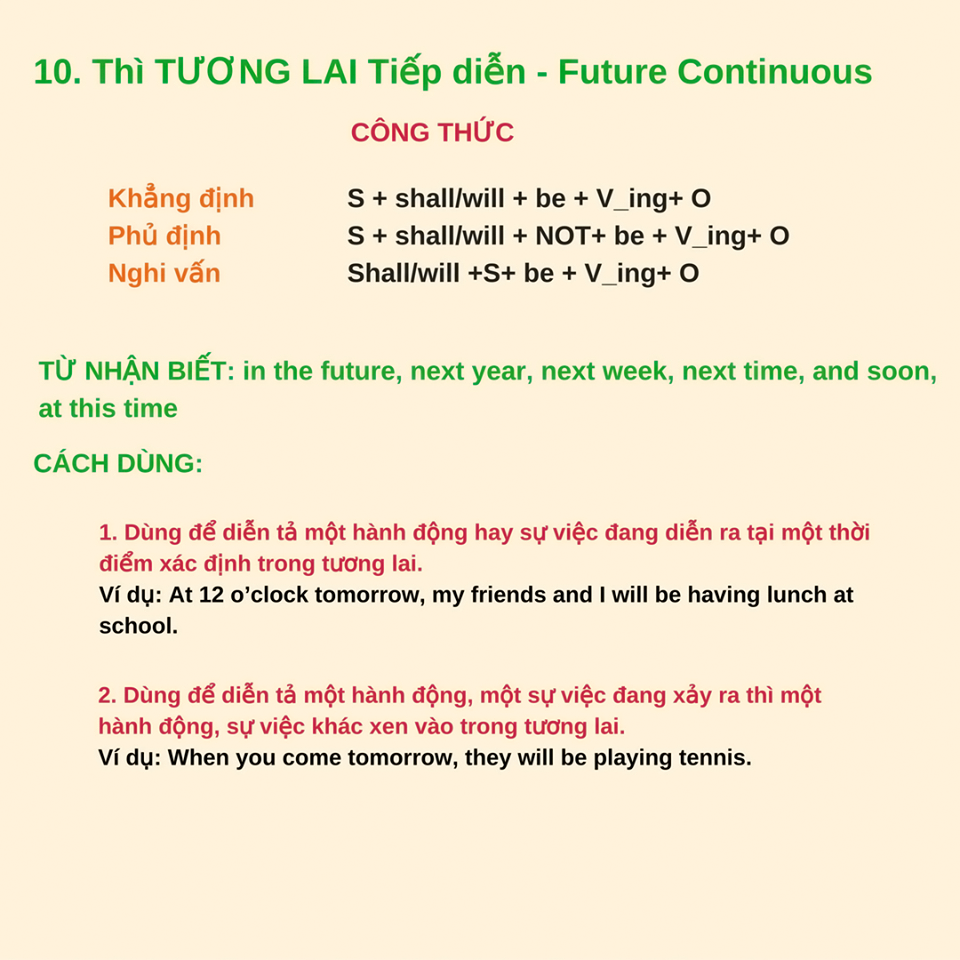 10. Thì TƯƠNG LAI Tiếp diễn - Future Continuous
CÔNG THỨC
Khẳng định S + shall/will + be + V_ing+ O
Phủ định S + shall/will + NOT+ be + V_ing+ O
Nghi vấn Shall/will +S+ be + V_ing+ O
TỪ NHẬN BIẾT: in the future, next year, next week, next time, and soon,
at this time
CÁCH DÙNG:
1. Dùng để diễn tả một hành động hay sự việc đang diễn ra tại một thời
điểm xác định trong tương lai.
Ví dụ: At 12 o’clock tomorrow, my friends and I will be having lunch at
school.
2. Dùng để diễn tả một hành động, một sự việc đang xảy ra thì một
hành động, sự việc khác xen vào trong tương lai.
Ví dụ: When you come tomorrow, they will be playing tennis.